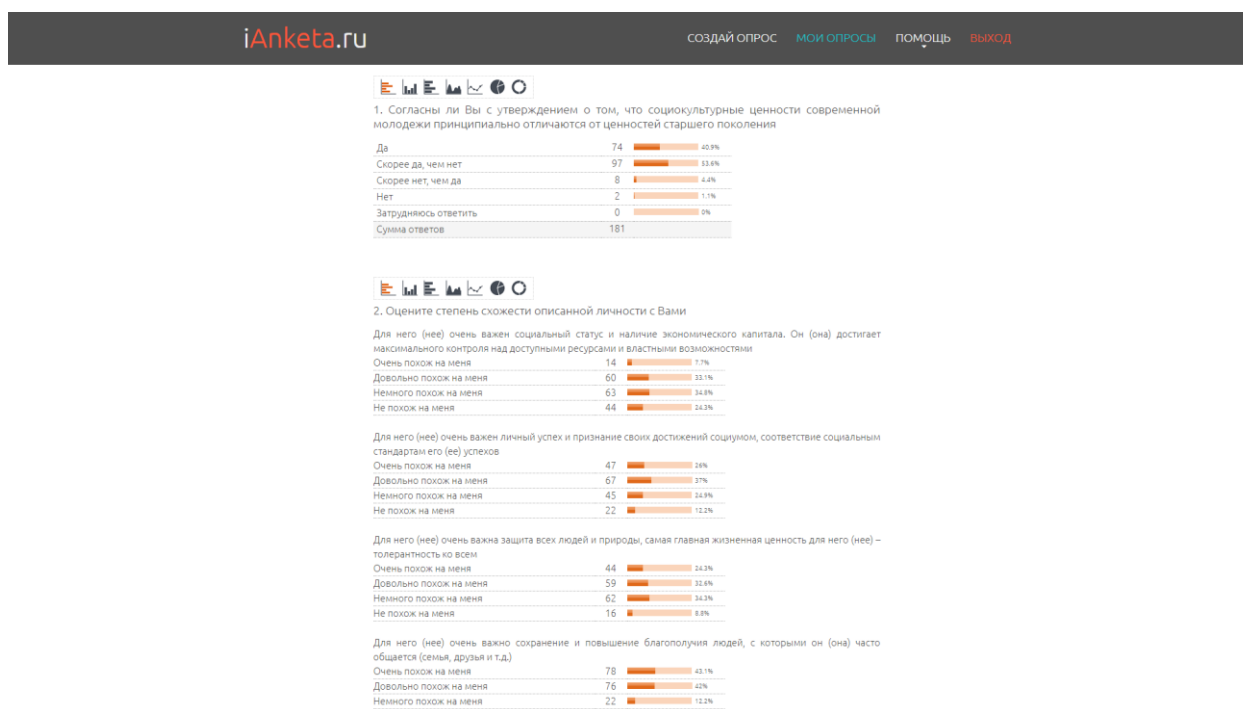 iAnketa.ru
СОЗДАЙ ОПРОС МОИ ОПРОСЫ ПОМОЩЬ ВЫХОД
1. Согласны ли Вы с утверждением о том, что социокультурные ценности современной
молодежи принципиально отличаются от ценностей старшего поколения
Да 74 40.9%
Скорее да, чем нет 97 53.6%
Скорее нет, чем да 8 4.4%
Нет 2 1.1%
Затрудняюсь ответить 0 0%
Сумма ответов 181
2. Оцените степень схожести описанной личности с Вами
Для него (нее) очень важен социальный статус и наличие экономического капитала. Он (она) достигает
максимального контроля над доступными ресурсами и властными возможностями
Очень похож на меня 14 7.7%
Довольно похож на меня 60 33.1%
Немного похож на меня 63 34.8%
Не похож на меня 44 24.3%
Для него (нее) очень важен личный успех и признание своих достижений социумом, соответствие социальным
стандартам его (ее) успехов
Очень похож на меня 47 26%
Довольно похож на меня 67 37%
Немного похож на меня 45 24.9%
Не похож на меня 22 12.2%
Для него (нее) очень важна защита всех людей и природы, самая главная жизненная ценность для него (нее) –
толерантность ко всем
Очень похож на меня 44 24.3%
Довольно похож на меня 59 32.6%
Немного похож на меня 62 34.3%
Не похож на меня 16 8.8%
Для него (нее) очень важно сохранение и повышение благополучия людей, с которыми он (она) часто
общается (семья, друзья и т.д.)
Очень похож на меня 78 43.1%
Довольно похож на меня 76 42%
Немного похож на меня 22 12.2%